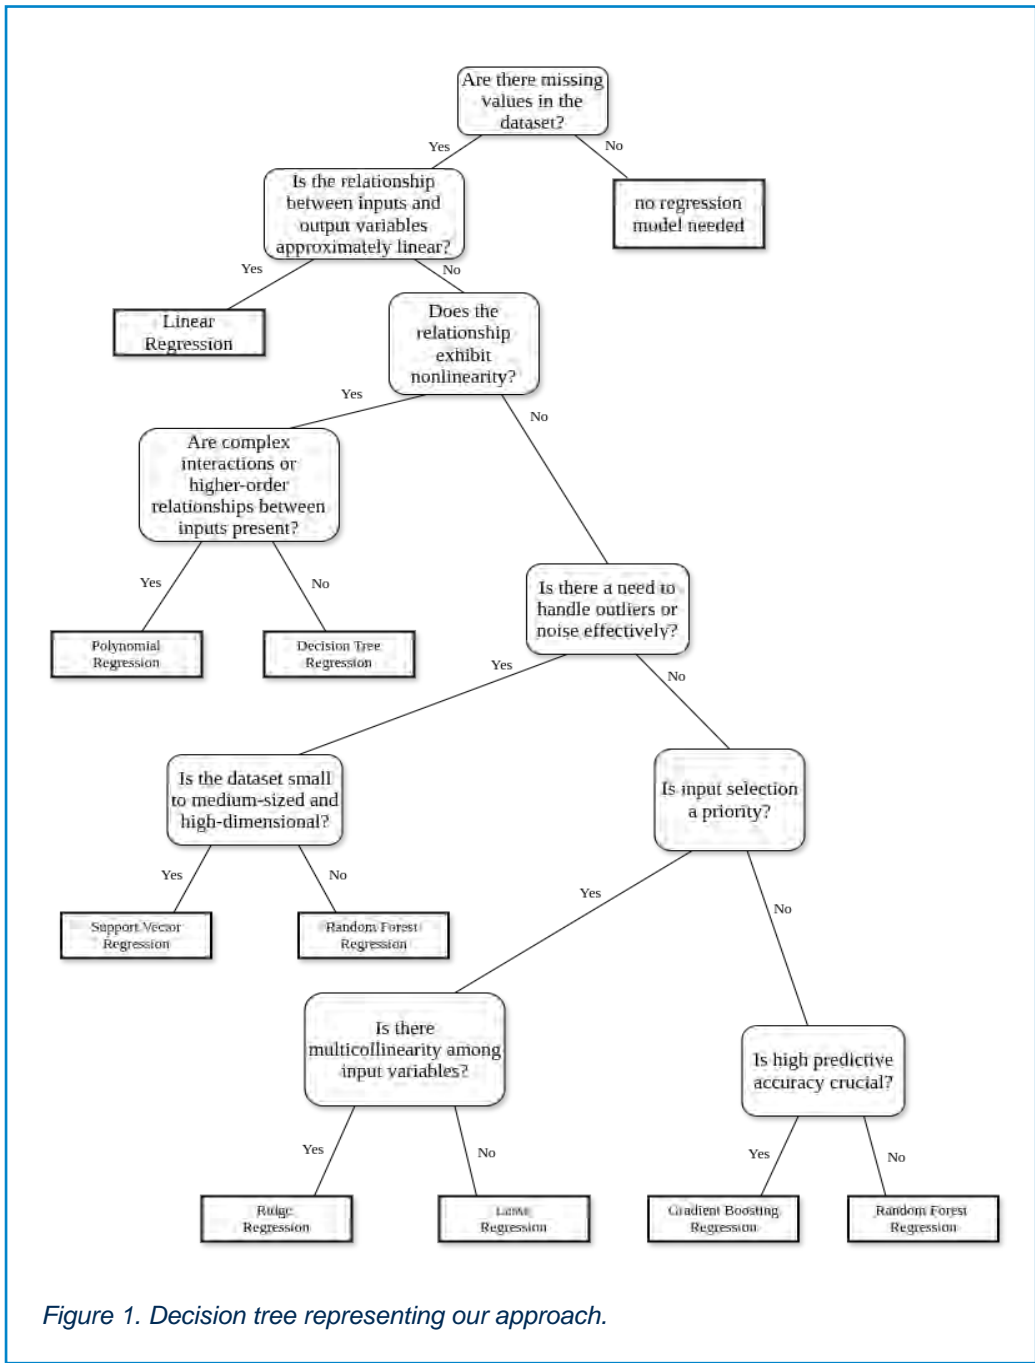 Are there missing
values in the
dataset?
Yes
No
Is the relationship
between inputs and
output variables
approximately linear?
no regression
model needed
Yes
No
Linear
Regression
Does the
relationship
exhibit
nonlinearity?
Yes
No
Are complex
interactions or
higher-order
relationships between
inputs present?
Yes
No
Is there a need to
handle outliers or
noise effectively?
Polynomial
Regression
Decision Tree
Regression
Yes
No
Is the dataset small
to medium-sized and
high-dimensional?
Is input selection
a priority?
Yes
No
Yes
No
Support Vector
Regression
Random Forest
Regression
Is there
multicollinearity among
input variables?
Is high predictive
accuracy crucial?
Yes
No
Yes
No
Ridge
Regression
Lasso
Regression
Gradient Boosting
Regression
Random Forest
Regression
Figure 1. Decision tree representing our approach.